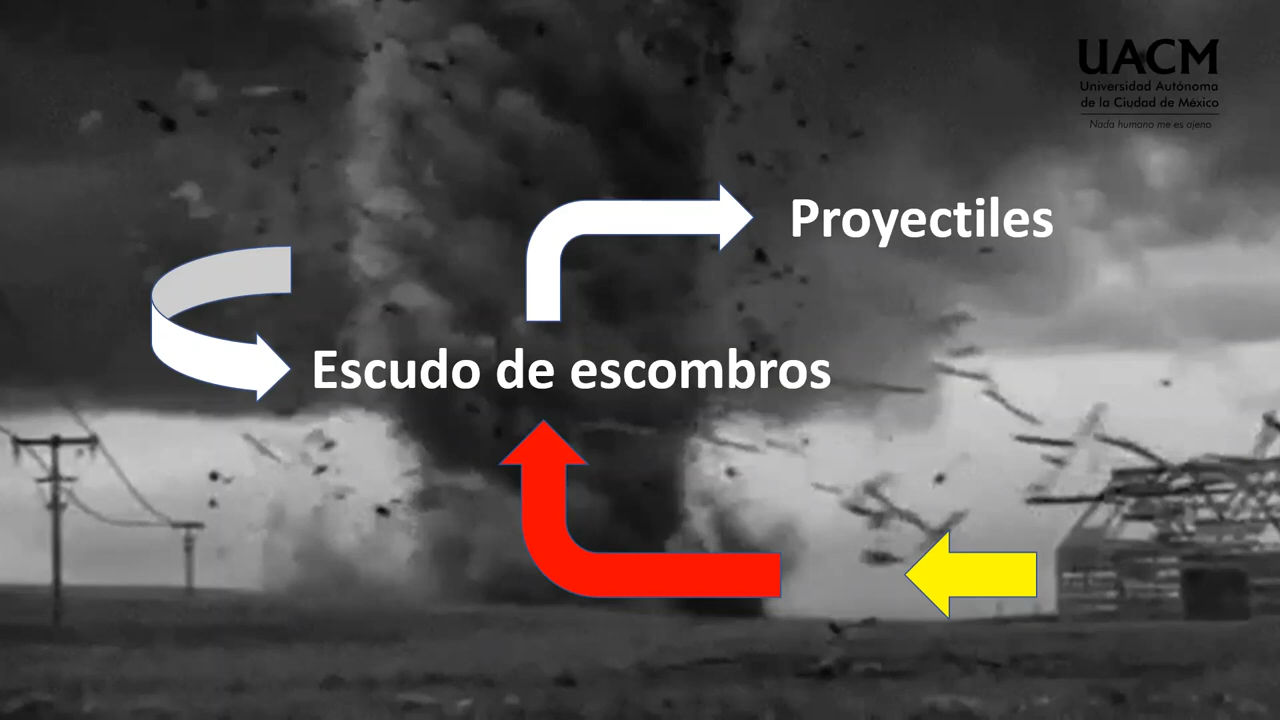 UACM
Universidad Autónoma
de la Ciudad de México
Nada humano me es ajeno
Proyectiles
Escudo de escombros